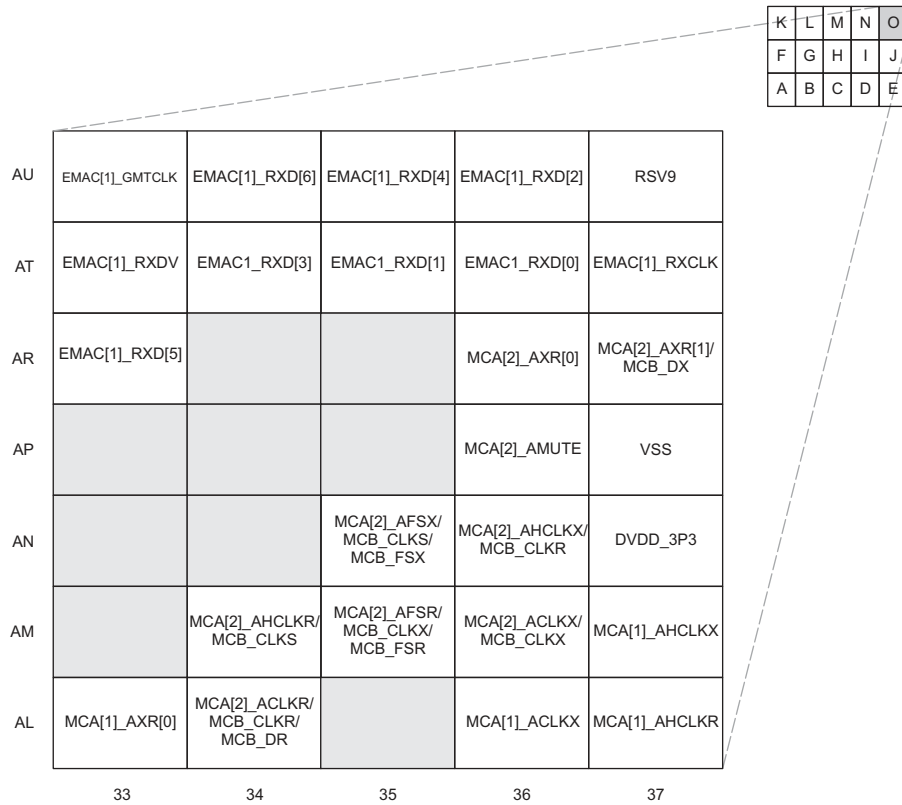 K L M N O
F G H I J
A B C D E
AU EMAC[1]_GMTCLK EMAC[1]_RXD[6] EMAC[1]_RXD[4] EMAC[1]_RXD[2] RSV9
AT EMAC[1]_RXDV EMAC1_RXD[3] EMAC1_RXD[1] EMAC1_RXD[0] EMAC[1]_RXCLK
AR EMAC[1]_RXD[5] MCA[2]_AXR[0] MCA[2]_AXR[1]/
MCB_DX
AP MCA[2]_AMUTE VSS
MCA[2]_AFSX/
AN MCB_CLKS/ MCA[2]_AHCLKX/ DVDD_3P3
MCB_FSX MCB_CLKR
MCA[2]_AFSR/
AM MCA[2]_AHCLKR/ MCB_CLKX/ MCA[2]_ACLKX/ MCA[1]_AHCLKX
MCB_CLKS MCB_FSR MCB_CLKX
MCA[2]_ACLKR/
AL MCA[1]_AXR[0] MCB_CLKR/ MCA[1]_ACLKX MCA[1]_AHCLKR
MCB_DR
33 34 35 36 37